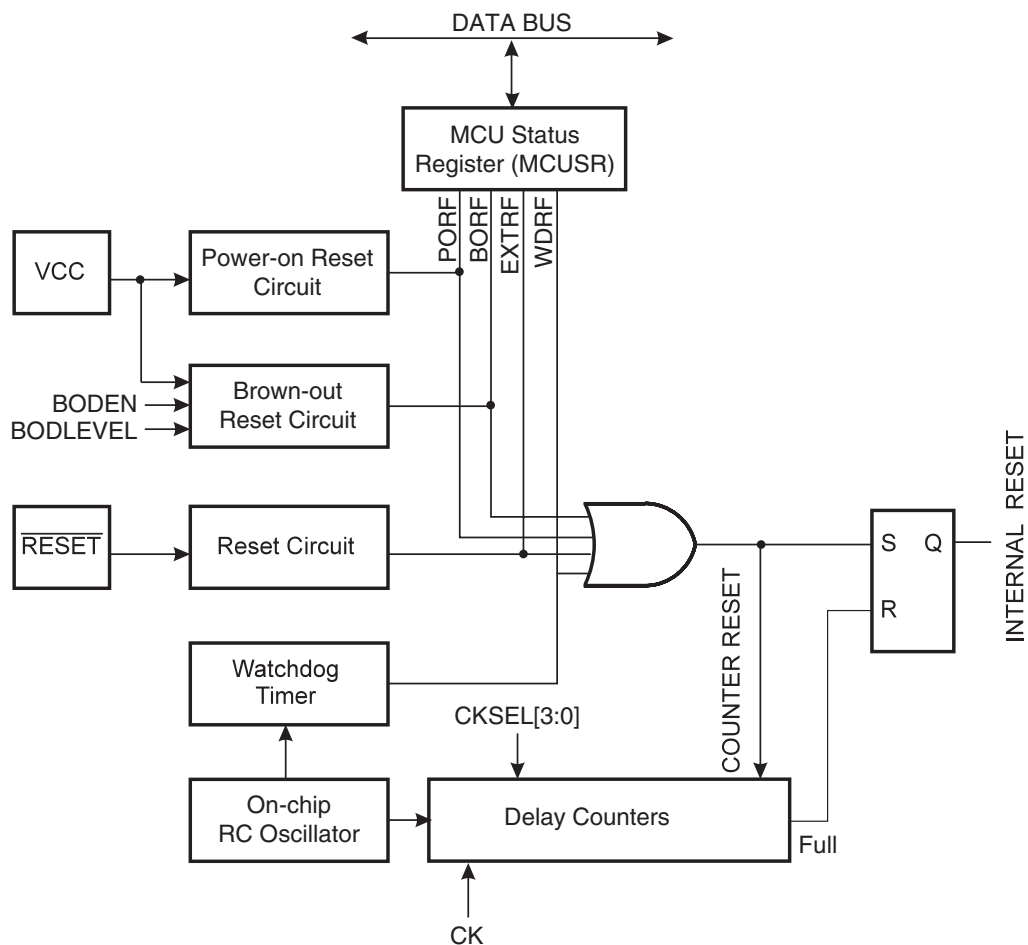 DATA BUS
MCU Status
Register (MCUSR)
PORF
BORF
EXTRF
WDRF
VCC
Power-on Reset
Circuit
BODEN
BODLEVEL
Brown-out
Reset Circuit
RESET
Reset Circuit
S
Q
R
INTERNAL RESET
COUNTER RESET
Watchdog
Timer
CKSEL[3:0]
On-chip
RC Oscillator
Delay Counters
Full
CK